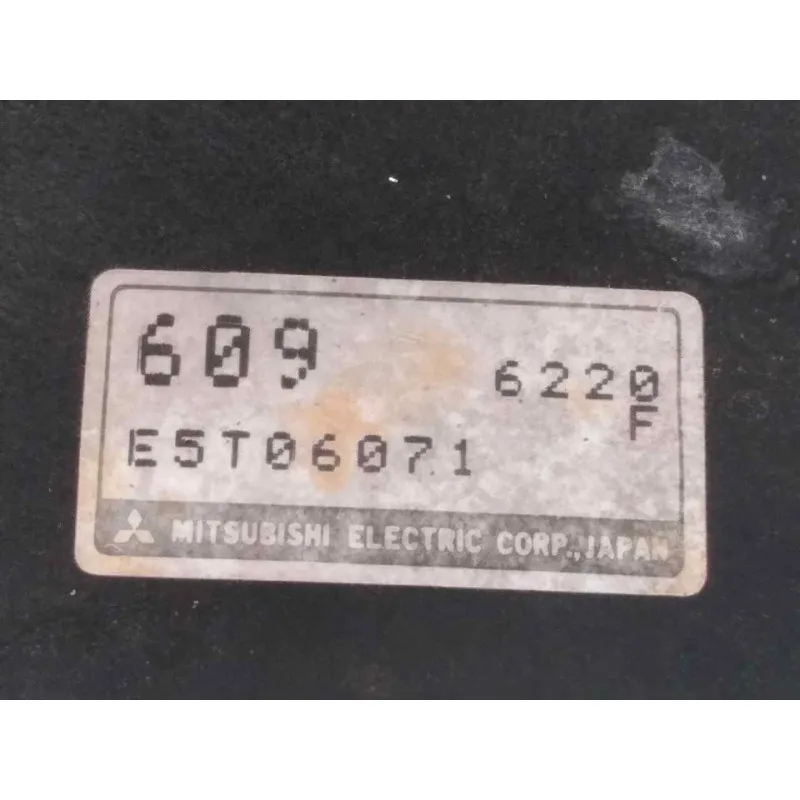 609
6220
F
E5T06071
MITSUBISHI ELECTRIC CORP., JAPAN